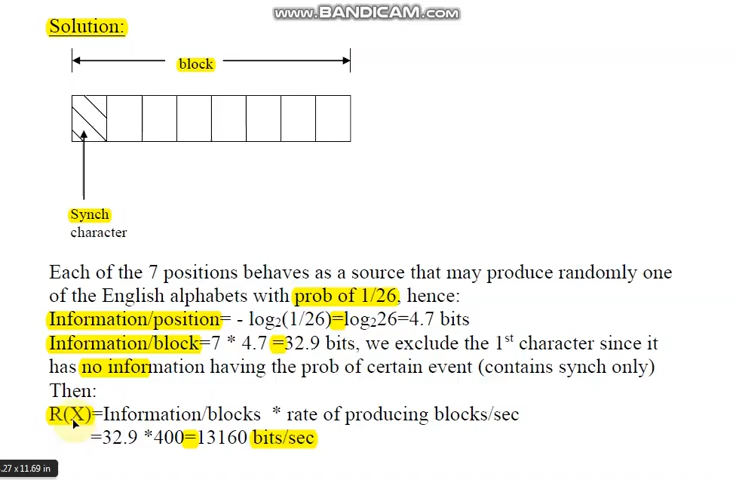 www.BANDICAM.com
Solution:
block
Synch
character
Each of the 7 positions behaves as a source that may produce randomly one
of the English alphabets with prob of 1/26, hence:
Information/position= - log₂(1/26)=log₂26=4.7 bits
Information/block=7 * 4.7 =32.9 bits, we exclude the 1ˢᵗ character since it
has no information having the prob of certain event (contains synch only)
Then:
R(X)=Information/blocks * rate of producing blocks/sec
=32.9 *400=13160 bits/sec
.27 x 11.69 in